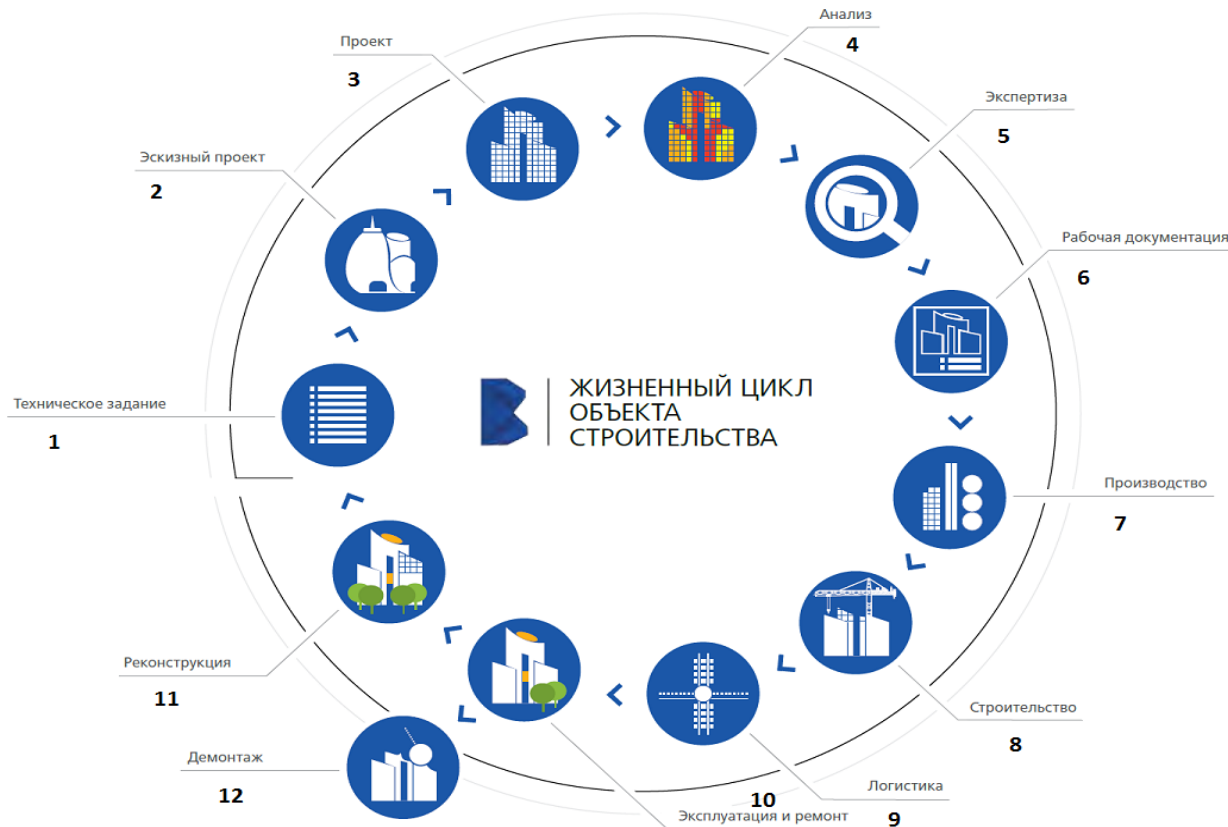 Анализ
4
Проект
3
Экспертиза
5
Эскизный проект
2
Рабочая документация
6
ЖИЗНЕННЫЙ ЦИКЛ
ОБЪЕКТА
СТРОИТЕЛЬСТВА
Техническое задание
1
Производство
7
Реконструкция
11
Строительство
8
Демонтаж
12
Логистика
10
Эксплуатация и ремонт
9